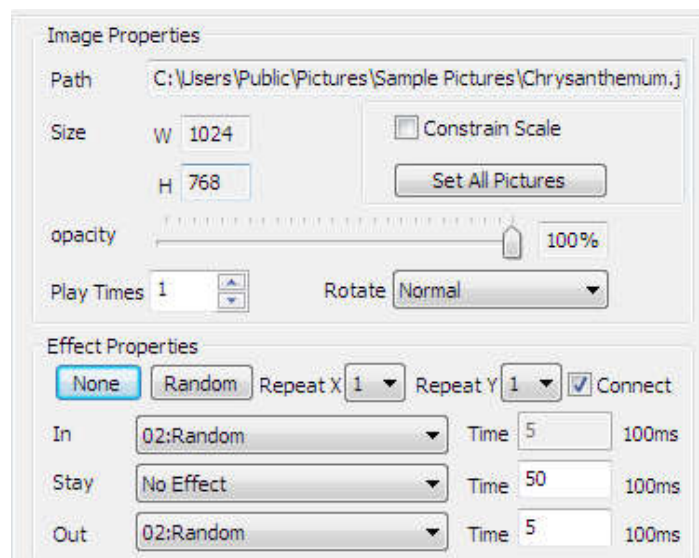 Image Properties
Path C:\Users\Public\Pictures\Sample Pictures\Chrysanthemum.j
Size W 1024 Constrain Scale
H 768 Set All Pictures
opacity 100%
Play Times 1 Rotate Normal
Effect Properties
None Random Repeat X 1 Repeat Y 1 Connect
In 02:Random Time 5 100ms
Stay No Effect Time 50 100ms
Out 02:Random Time 5 100ms